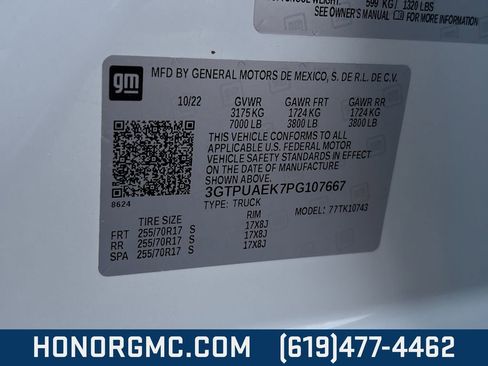 599 KG / 1320 LBS
SEE OWNER'S MANUAL FOR MORE INFORMATION
gm
MFD BY GENERAL MOTORS DE MEXICO, S. DE R.L. DE C.V.
10/22 GVWR GAWR FRT GAWR RR
3175 KG 1724 KG 1724 KG
7000 LB 3800 LB 3800 LB
THIS VEHICLE CONFORMS TO ALL
APPLICABLE U.S. FEDERAL MOTOR
VEHICLE SAFETY STANDARDS IN EFFECT ON
THE DATE OF MANUFACTURE SHOWN ABOVE.
3GTPUAEK7PG107667
8624
TYPE: TRUCK MODEL: 77TK10743
TIRE SIZE RIM
FRT 255/70R17 S 17X8J
RR 255/70R17 S 17X8J
SPA 255/70R17 S 17X8J
HONORGMC.COM (619)477-4462